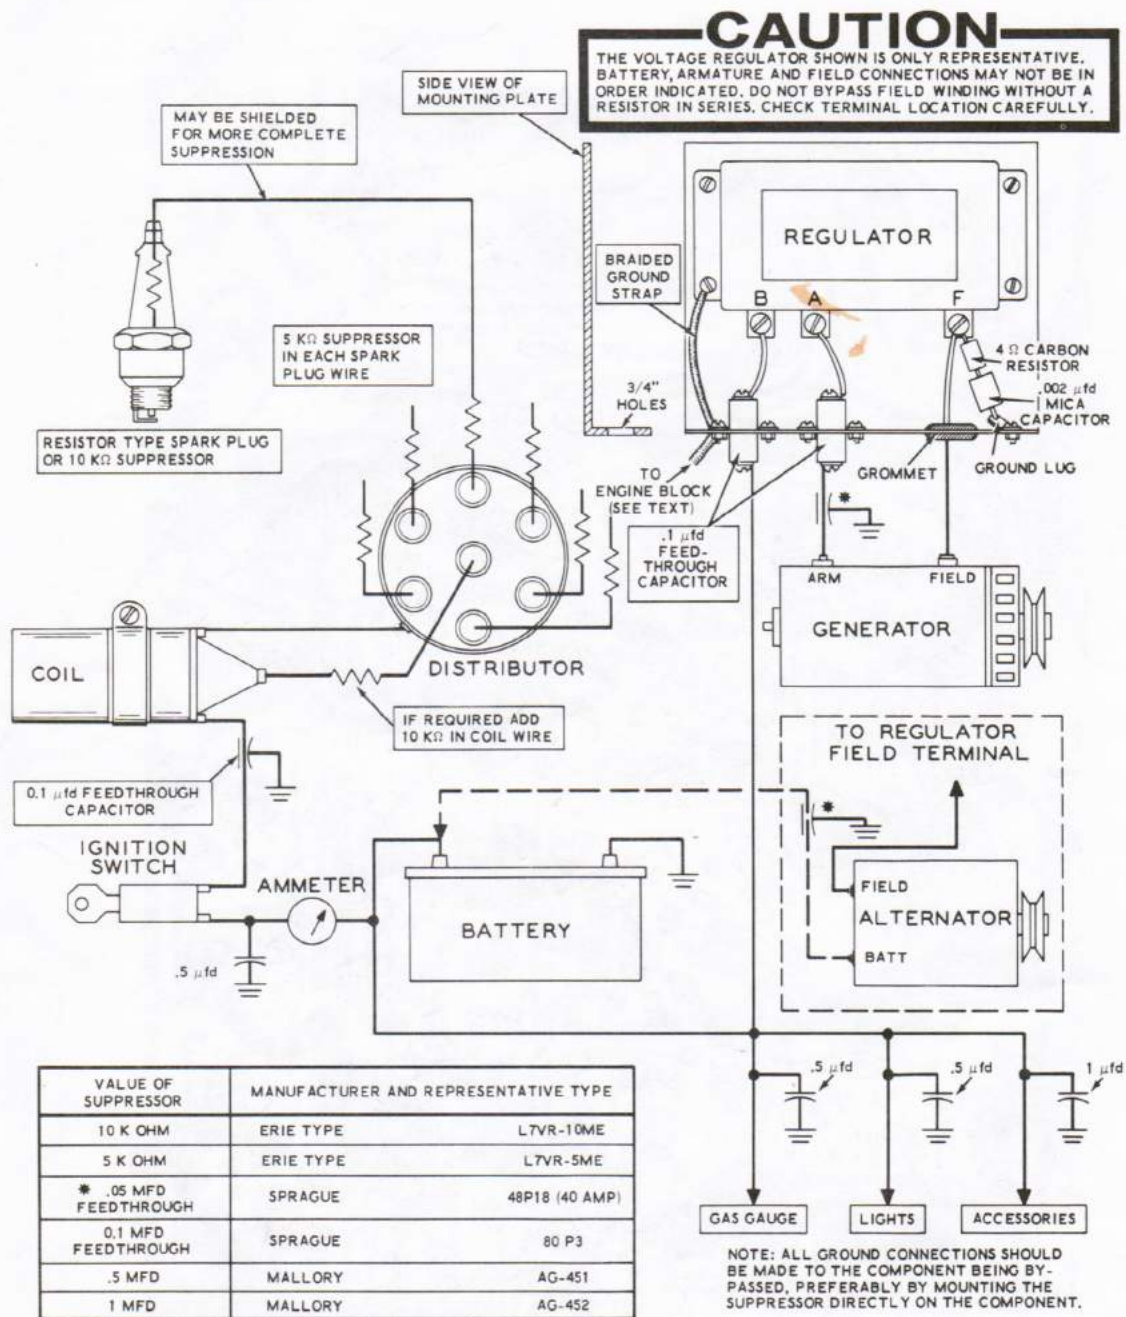 CAUTION
THE VOLTAGE REGULATOR SHOWN IS ONLY REPRESENTATIVE.
BATTERY, ARMATURE AND FIELD CONNECTIONS MAY NOT BE IN
ORDER INDICATED. DO NOT BYPASS FIELD WINDING WITHOUT A
RESISTOR IN SERIES. CHECK TERMINAL LOCATION CAREFULLY.
SIDE VIEW OF
MOUNTING PLATE
MAY BE SHIELDED
FOR MORE COMPLETE
SUPPRESSION
REGULATOR
BRAIDED
GROUND
STRAP
B A F
5 KΩ SUPPRESSOR
IN EACH SPARK
PLUG WIRE
4 Ω CARBON
RESISTOR
.002 μfd
MICA
CAPACITOR
3/4"
HOLES
RESISTOR TYPE SPARK PLUG
OR 10 KΩ SUPPRESSOR
GROMMET
GROUND LUG
TO
ENGINE BLOCK
(SEE TEXT)
*
.1 μfd
FEED-
THROUGH
CAPACITOR
ARM FIELD
GENERATOR
COIL
DISTRIBUTOR
IF REQUIRED ADD
10 KΩ IN COIL WIRE
TO REGULATOR
FIELD TERMINAL
0.1 μfd FEEDTHROUGH
CAPACITOR
*
IGNITION
SWITCH
AMMETER
BATTERY
FIELD
ALTERNATOR
BATT
.5 μfd
.5 μfd
.5 μfd
1 μfd
GAS GAUGE
LIGHTS
ACCESSORIES
VALUE OF
SUPPRESSOR
MANUFACTURER AND REPRESENTATIVE TYPE
10 K OHM ERIE TYPE L7VR-10ME
5 K OHM ERIE TYPE L7VR-5ME
* .05 MFD
FEEDTHROUGH
SPRAGUE 48P18 (40 AMP)
0.1 MFD
FEEDTHROUGH
SPRAGUE 80 P3
.5 MFD MALLORY AG-451
1 MFD MALLORY AG-452
NOTE: ALL GROUND CONNECTIONS SHOULD
BE MADE TO THE COMPONENT BEING BY-
PASSED, PREFERABLY BY MOUNTING THE
SUPPRESSOR DIRECTLY ON THE COMPONENT.